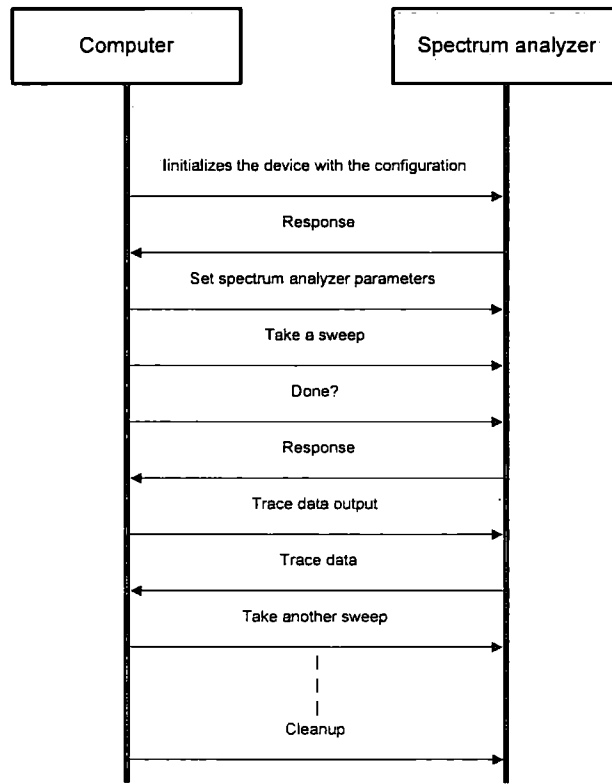 Computer
Spectrum analyzer
Iinitializes the device with the configuration
Response
Set spectrum analyzer parameters
Take a sweep
Done?
Response
Trace data output
Trace data
Take another sweep
Cleanup